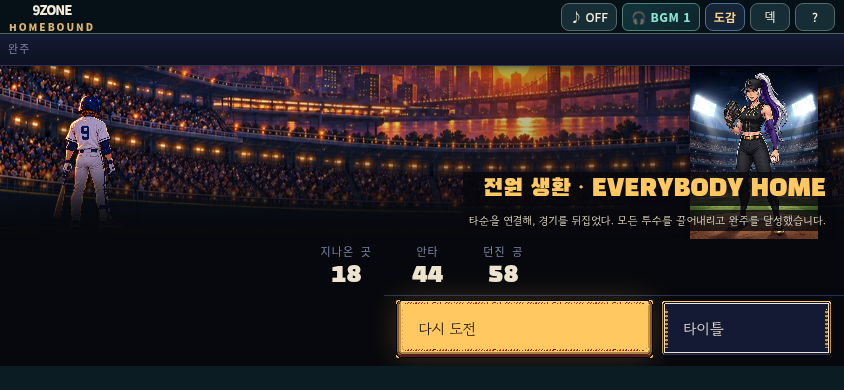 9ZONE
HOMEBOUND
♪ OFF
🎧 BGM 1
도감
덱
?
완주
9
전원 생환 · EVERYBODY HOME
타순을 연결해, 경기를 뒤집었다. 모든 투수를 끌어내리고 완주를 달성했습니다.
지나온 곳
안타
던진 공
18
44
58
다시 도전
타이틀